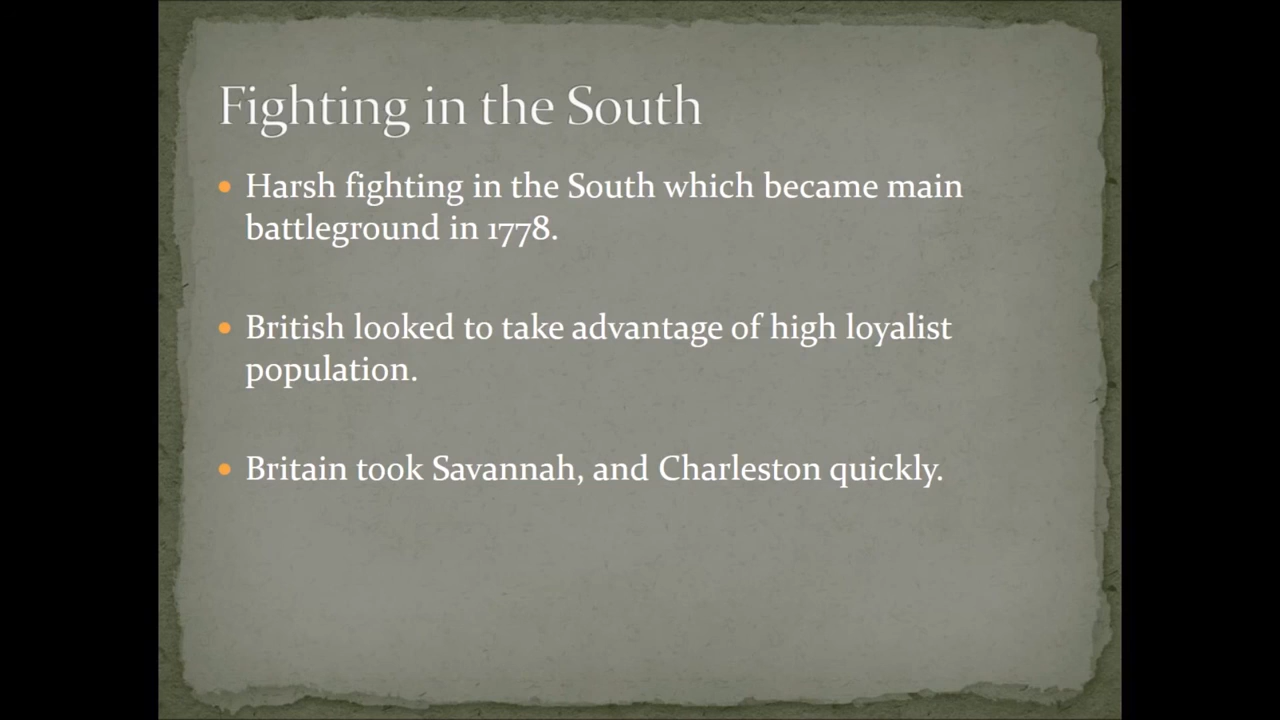 Fighting in the South
• Harsh fighting in the South which became main
battleground in 1778.
• British looked to take advantage of high loyalist
population.
• Britain took Savannah, and Charleston quickly.